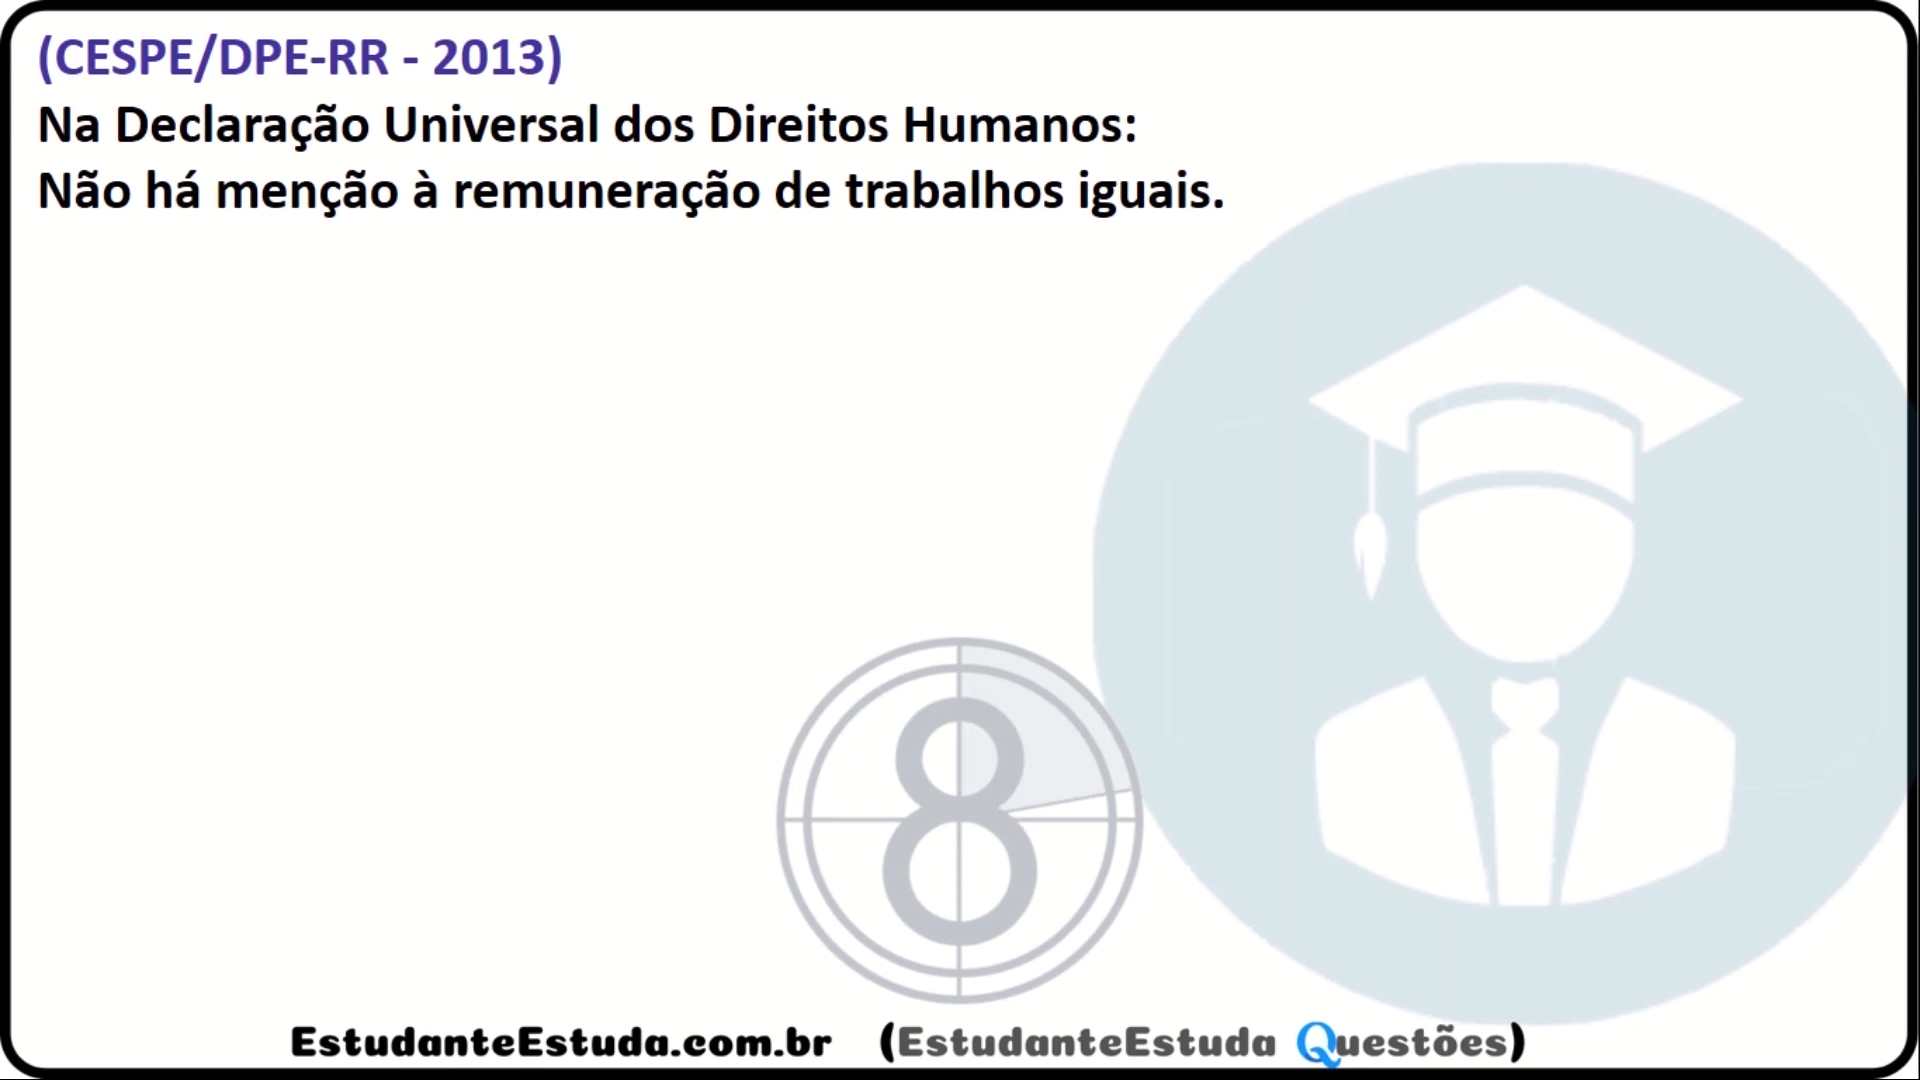 (CESPE/DPE-RR - 2013)
Na Declaração Universal dos Direitos Humanos:
Não há menção à remuneração de trabalhos iguais.
8
EstudanteEstuda.com.br (EstudanteEstuda Questões)